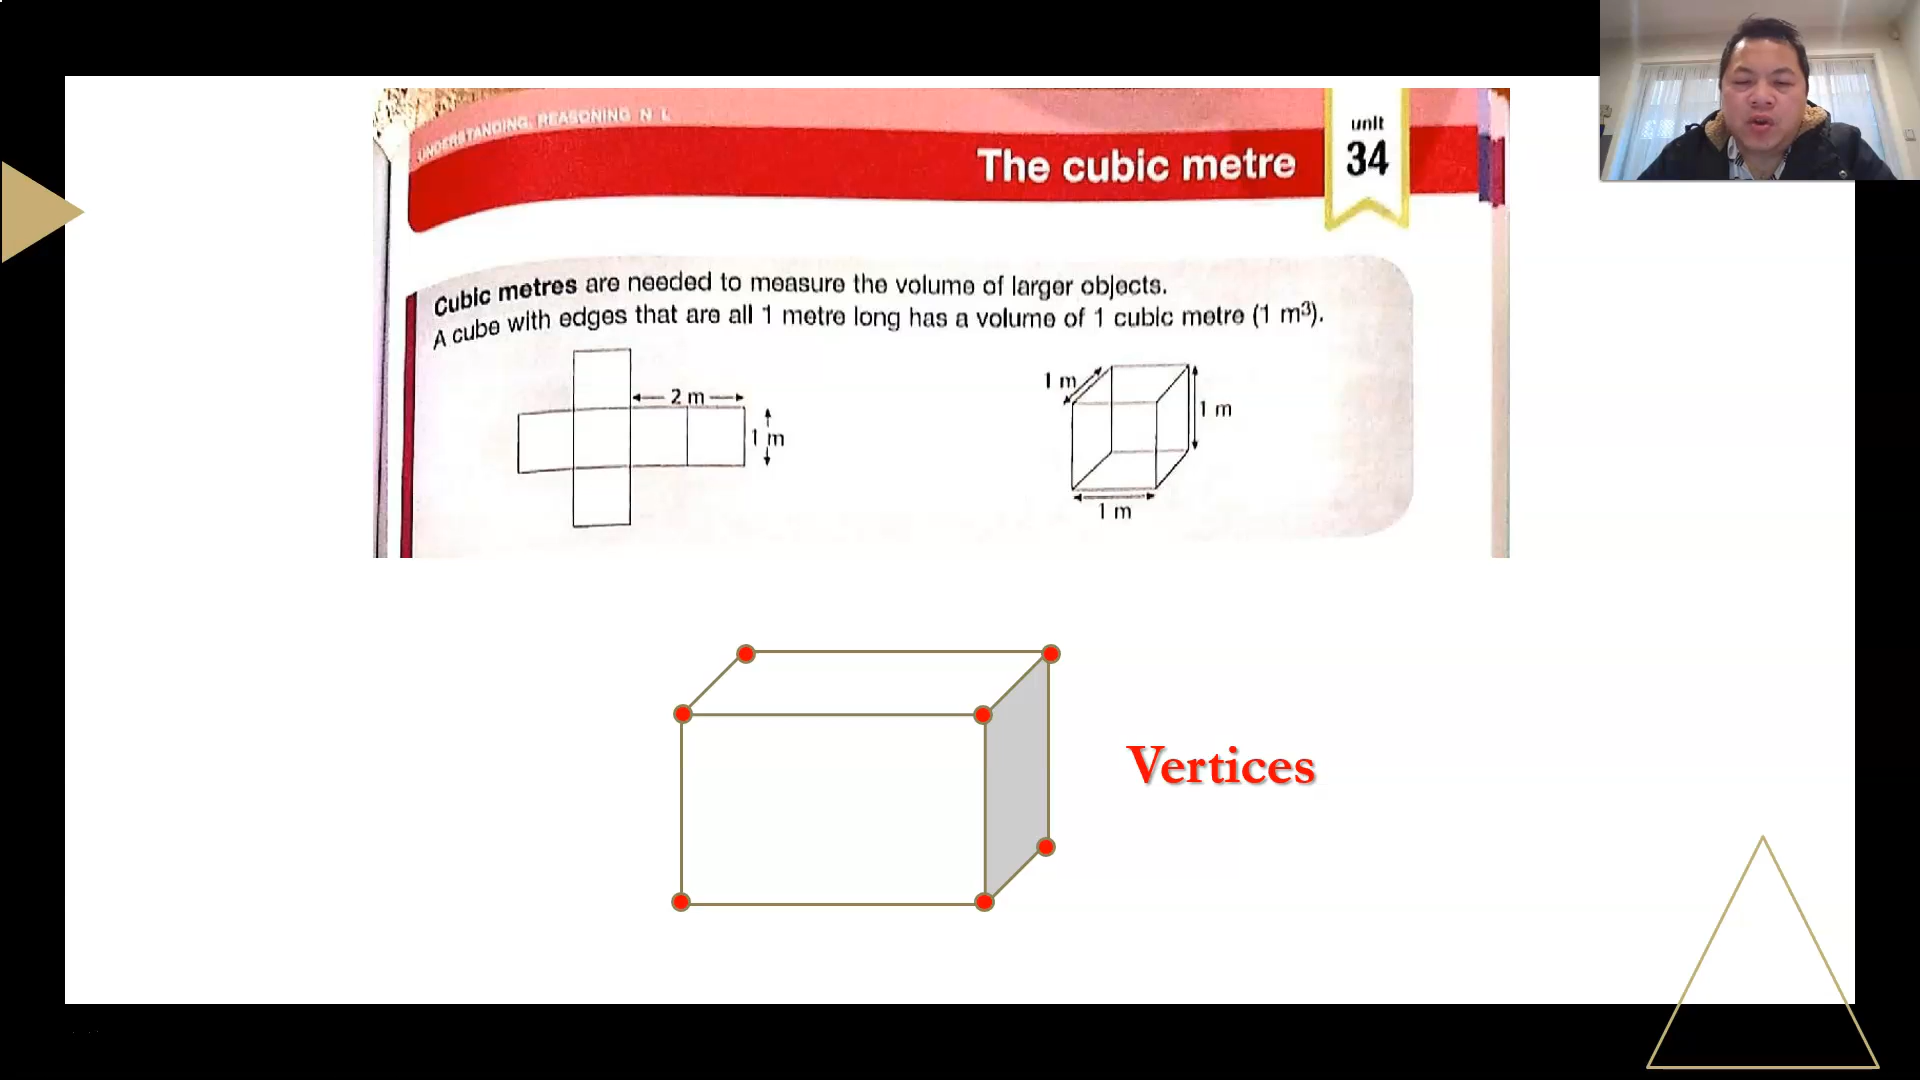 UNDERSTANDING, REASONING N L
The cubic metre
unit
34
Cubic metres are needed to measure the volume of larger objects.
A cube with edges that are all 1 metre long has a volume of 1 cubic metre (1 m³).
2 m
1 m
1 m
1 m
1 m
Vertices